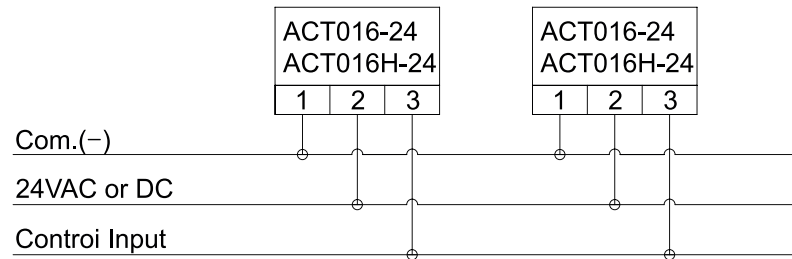 ACT016-24
ACT016H-24
1 2 3
ACT016-24
ACT016H-24
1 2 3
Com.(−)
24VAC or DC
Controi Input